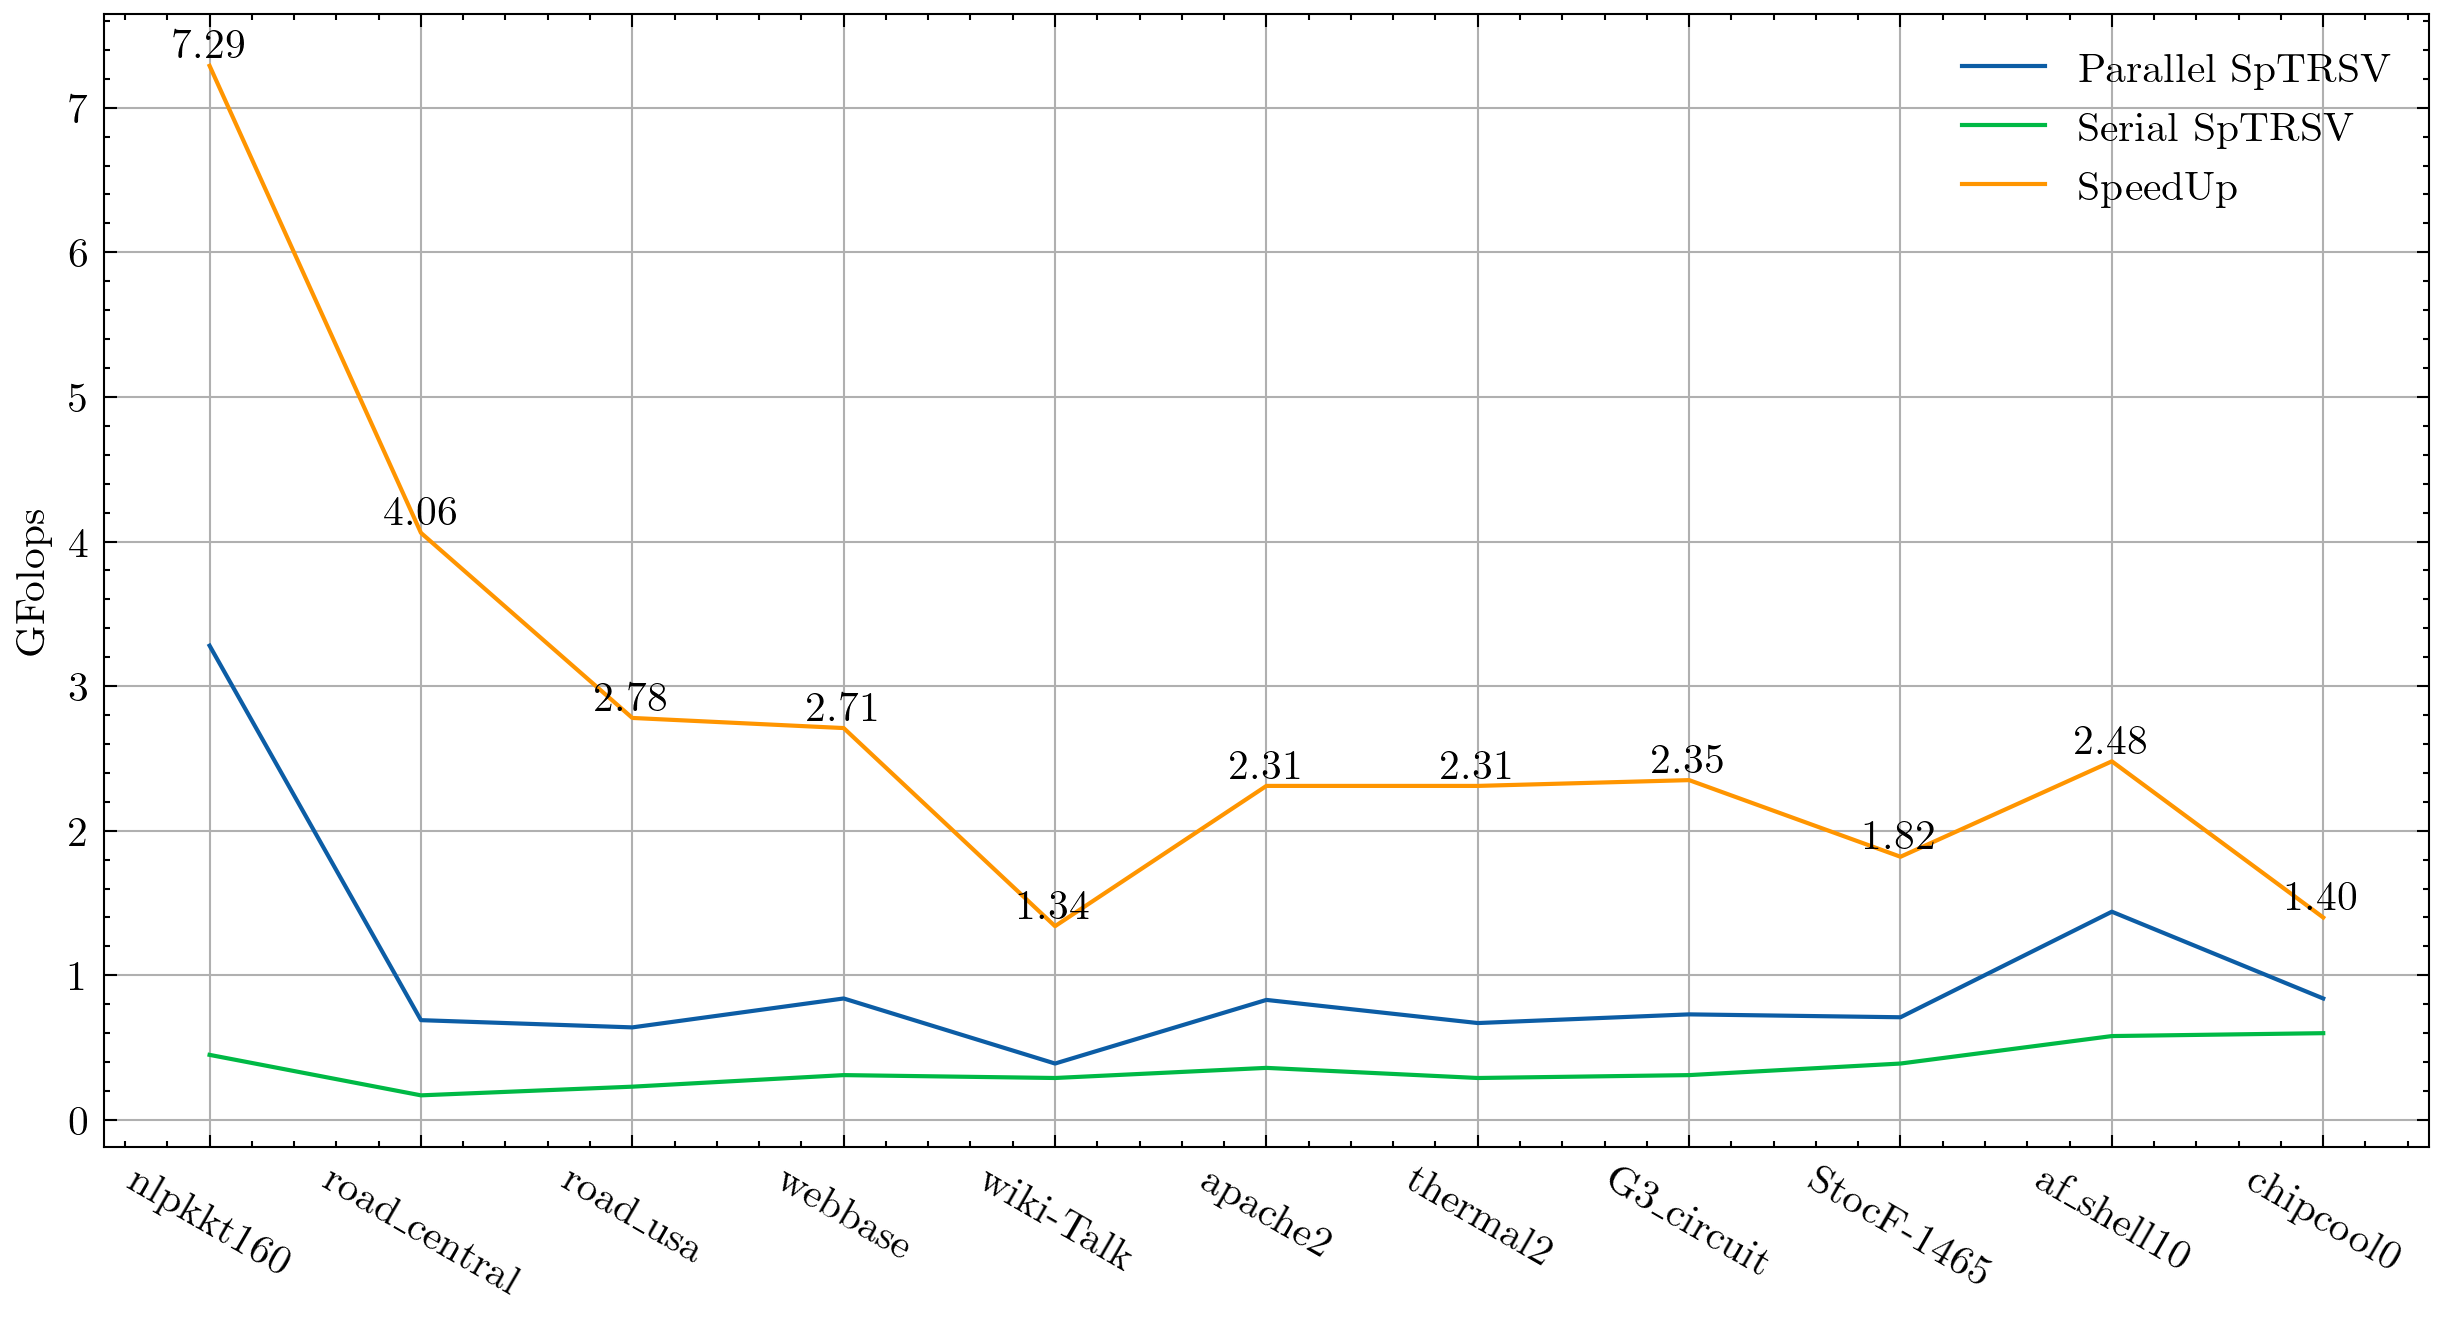 7.29
Parallel SpTRSV
Serial SpTRSV
SpeedUp
7
6
5
4.06
4
GFolops
3
2.78
2.71
2.31
2.31
2.35
2.48
2
1.82
1.34
1.40
1
0
nlpkkt160
road_central
road_usa
webbase
wiki-Talk
apache2
thermal2
G3_circuit
StocF-1465
af_shell10
chipcool0